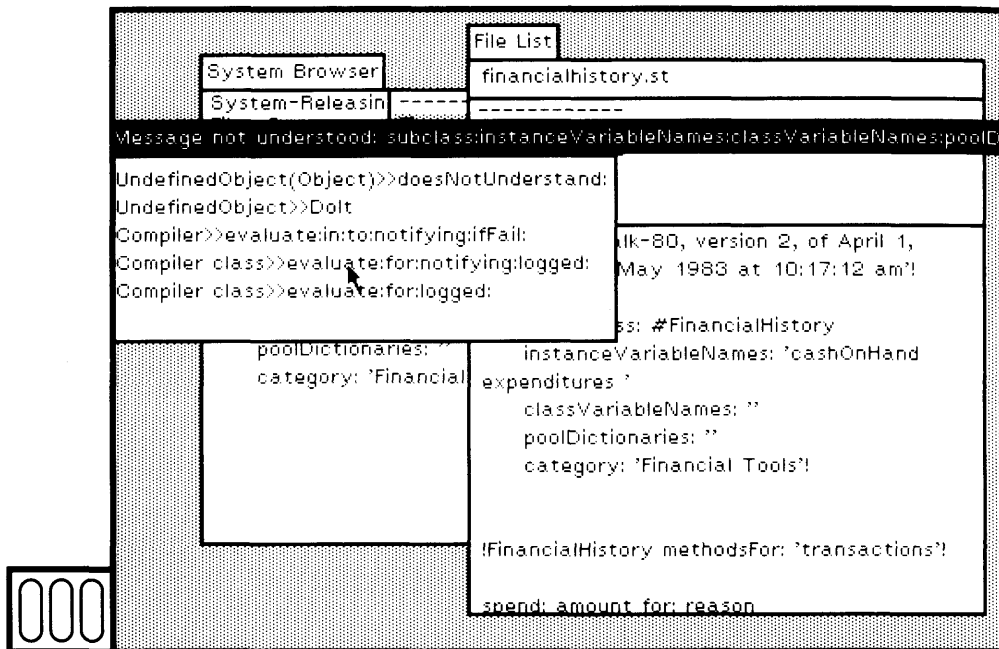 File List
System Browser
financialhistory.st
System-Releasin
Message not understood: subclass:instanceVariableNames:classVariableNames:poolD
UndefinedObject(Object)>>doesNotUnderstand:
UndefinedObject>>DoIt
Compiler>>evaluate:in:to:notifying:ifFail:
Compiler class>>evaluate:for:notifying:logged:
Compiler class>>evaluate:for:logged:
lk-80, version 2, of April 1,
May 1983 at 10:17:12 am'!
ss: #FinancialHistory
instanceVariableNames: 'cashOnHand
expenditures '
classVariableNames: ''
poolDictionaries: ''
category: 'Financial Tools'!
poolDictionaries: ''
category: 'Financial
!FinancialHistory methodsFor: 'transactions'!
spend: amount for: reason